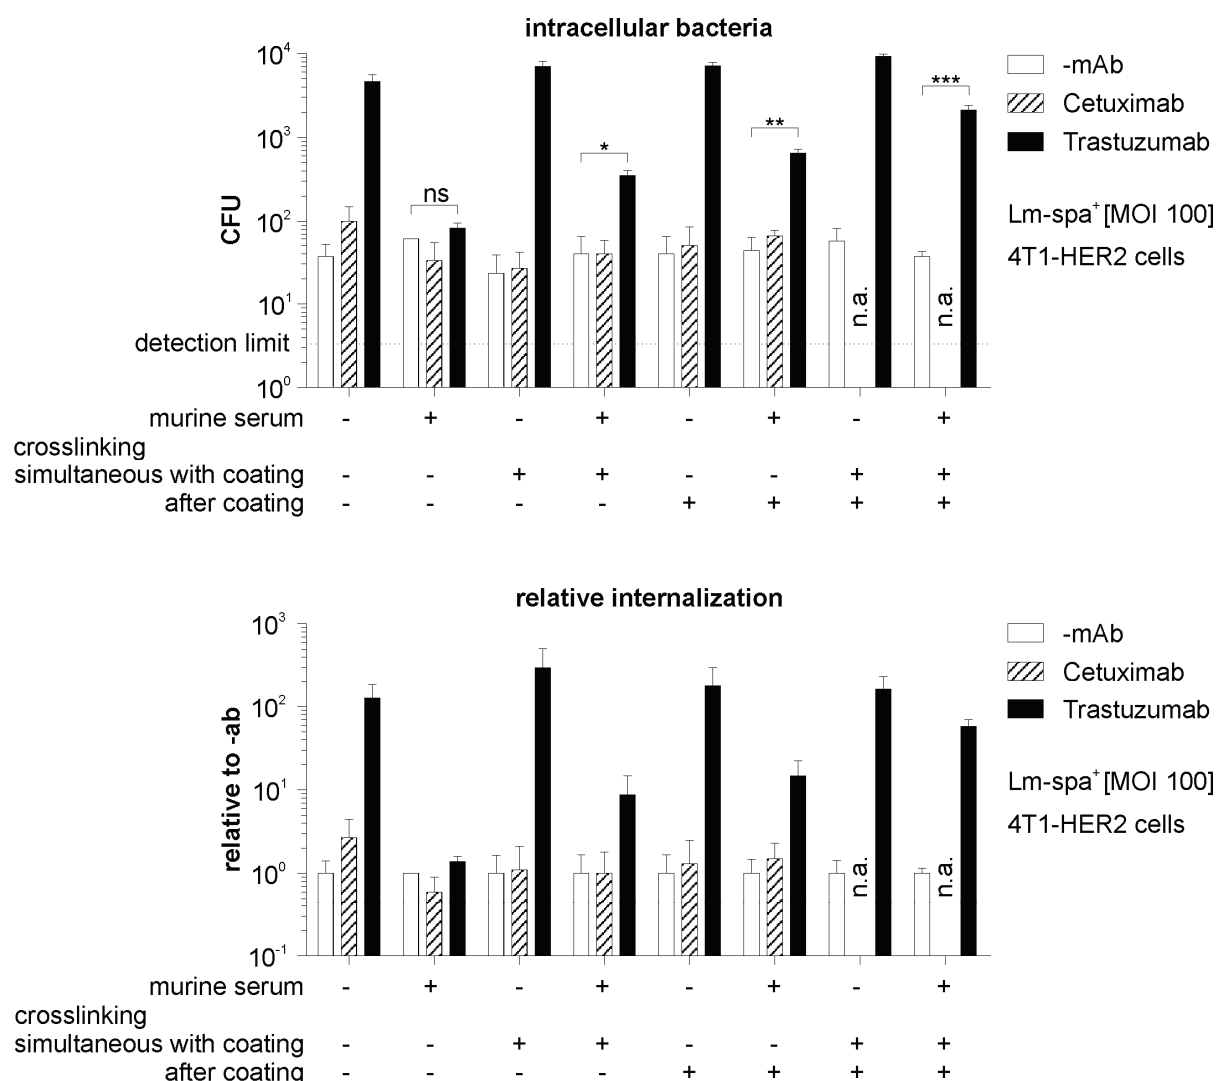 intracellular bacteria
10⁴
10³
10²
10¹
10⁰
CFU
detection limit
ns
*
**
***
n.a.
n.a.
-mAb
Cetuximab
Trastuzumab
Lm-spa⁺ [MOI 100]
4T1-HER2 cells
murine serum - + - + - + - +
crosslinking
simultaneous with coating - - + + - - + +
after coating - - - - + + + +
relative internalization
10³
10²
10¹
10⁰
10⁻¹
relative to -ab
n.a.
n.a.
-mAb
Cetuximab
Trastuzumab
Lm-spa⁺ [MOI 100]
4T1-HER2 cells
murine serum - + - + - + - +
crosslinking
simultaneous with coating - - + + - - + +
after coating - - - - + + + +